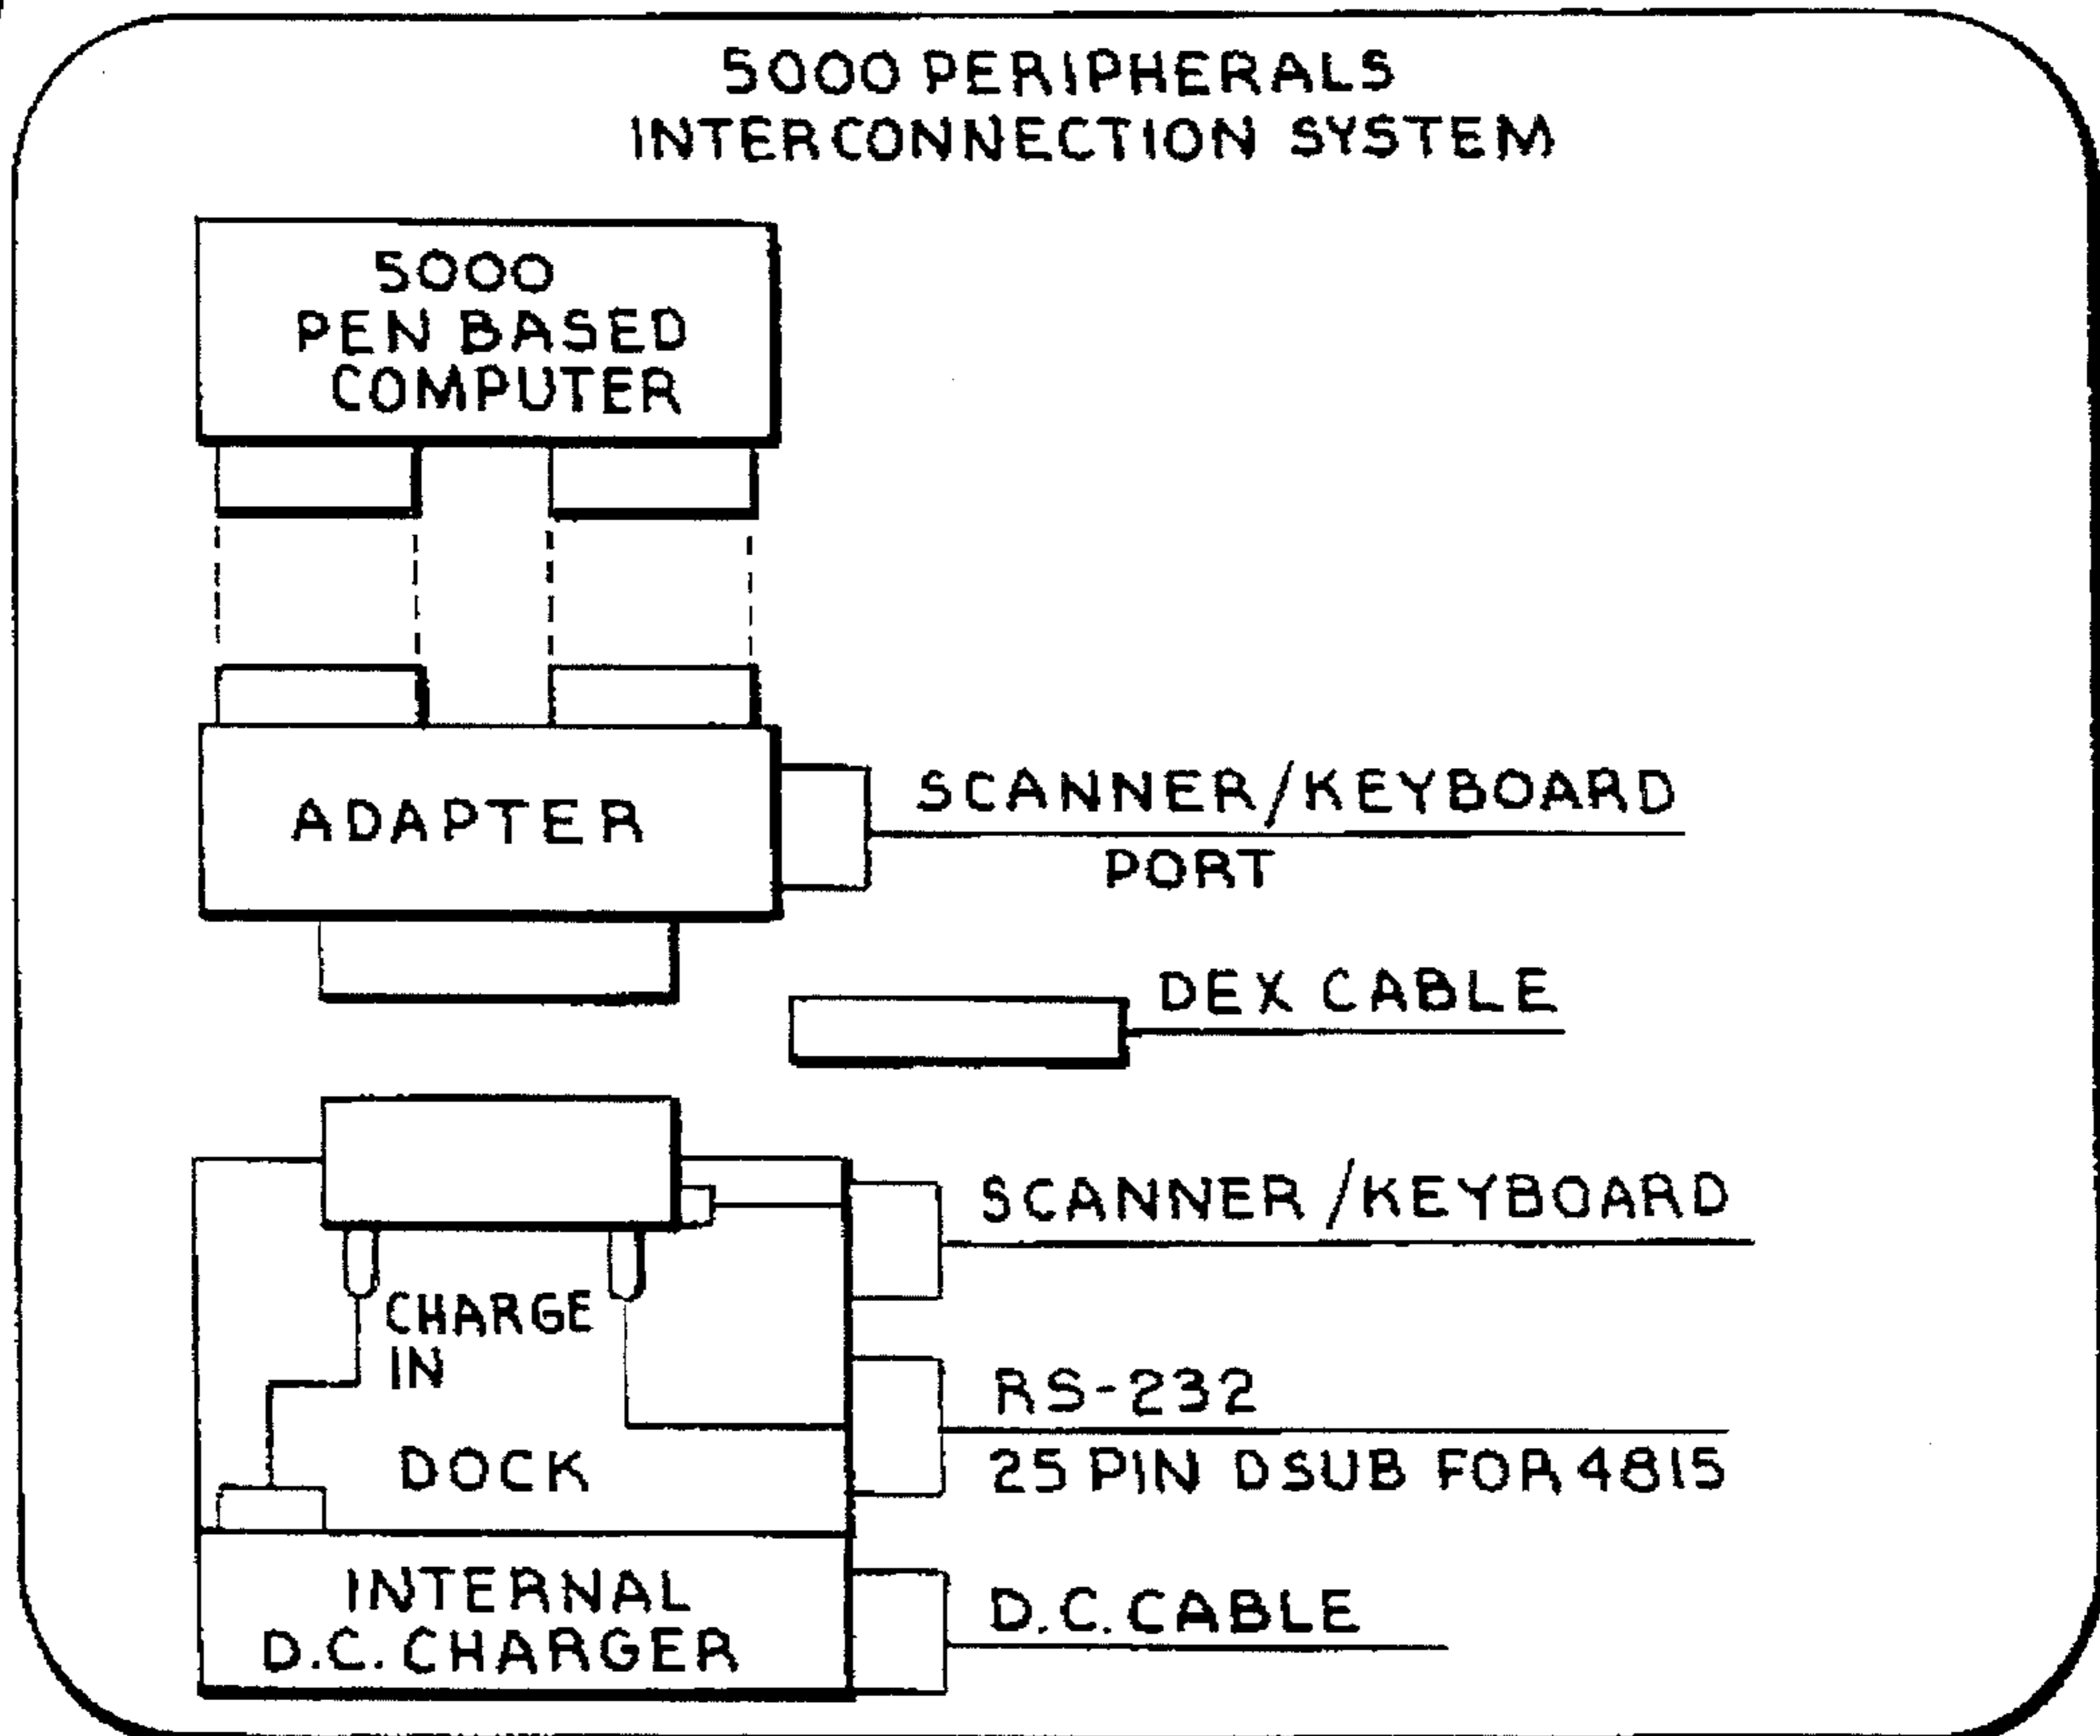 5000 PERIPHERALS
INTERCONNECTION SYSTEM
5000
PEN BASED
COMPUTER
ADAPTER
SCANNER/KEYBOARD
PORT
DEX CABLE
SCANNER/KEYBOARD
CHARGE
IN
RS-232
25 PIN DSUB FOR 4815
DOCK
INTERNAL
D.C. CHARGER
D.C. CABLE